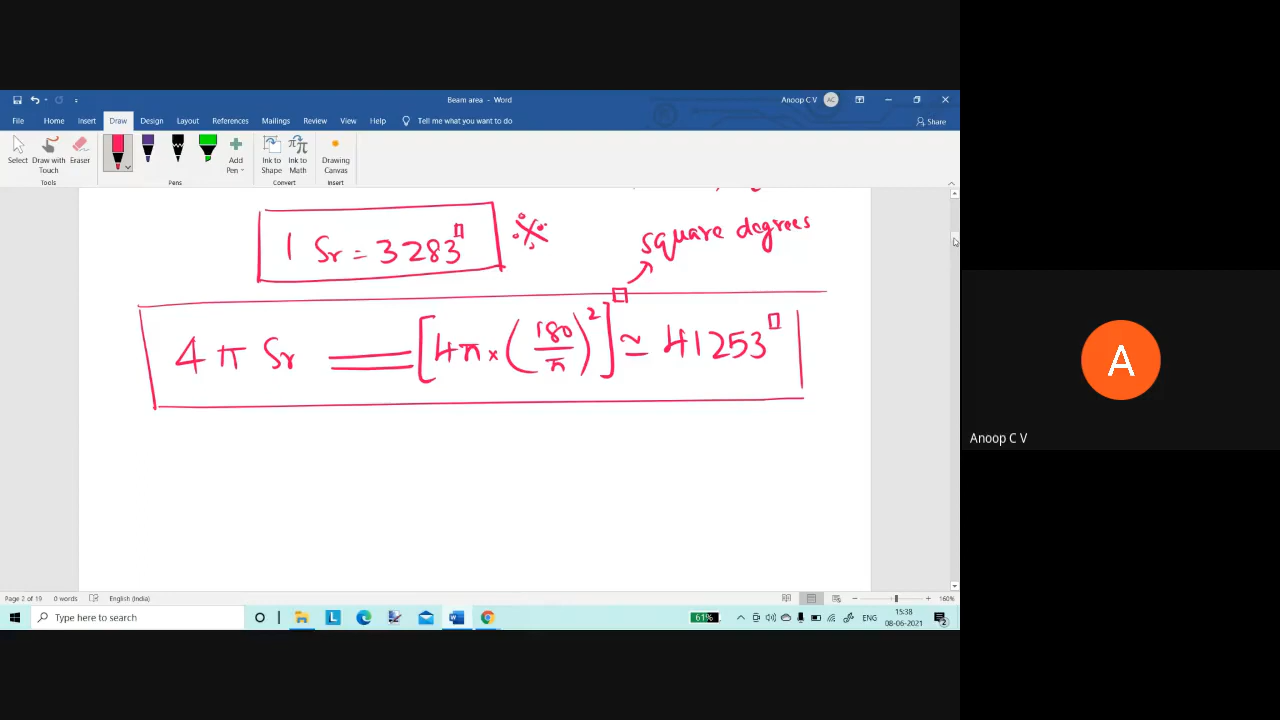 Beam area - Word
Anoop C V AC
File Home Insert Draw Design Layout References Mailings Review View Help Tell me what you want to do Share
Select Draw with Touch Eraser Add Pen Ink to Shape Ink to Math Drawing Canvas
Tools Pens Convert Insert
square degrees
1 Sr = 3283□
4π Sr = [4π × (180/π)²]□ ≃ 41253□
Anoop C V
A
Page 2 of 19 0 words English (India) 160%
Type here to search L 61% ENG 15:38 08-06-2021 2